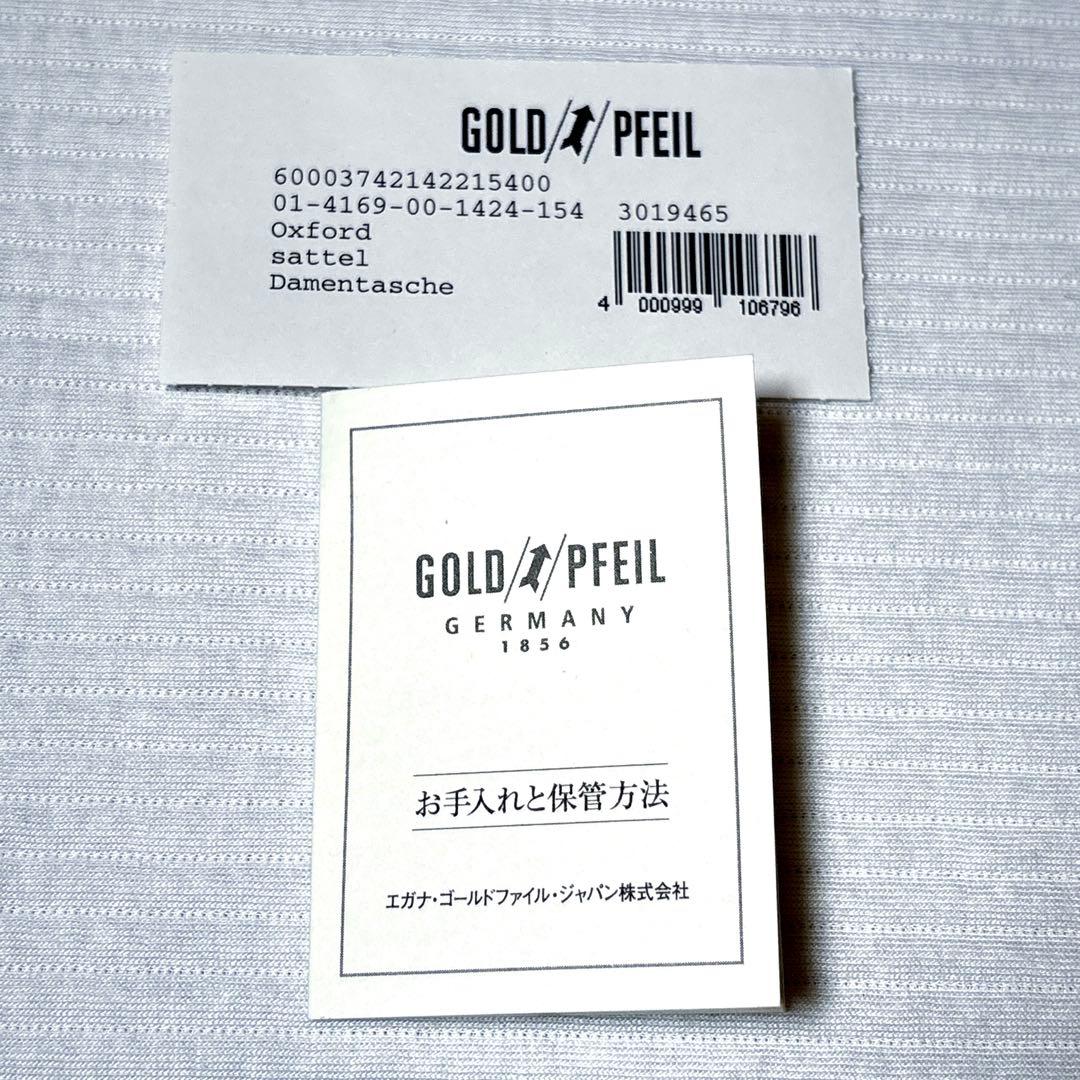 GOLD PFEIL
60003742142215400
01-4169-00-1424-154 3019465
Oxford
sattel
Damentasche
4 000999 106796
GOLD PFEIL
GERMANY
1856
お手入れと保管方法
エガナ・ゴールドファイル・ジャパン株式会社